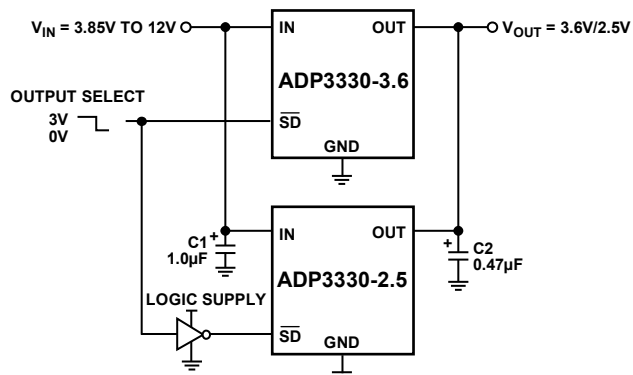 VIN = 3.85V TO 12V
IN
OUT
VOUT = 3.6V/2.5V
ADP3330-3.6
OUTPUT SELECT
3V
0V
SD
GND
C1
1.0µF
+
IN
OUT
+
C2
0.47µF
ADP3330-2.5
LOGIC SUPPLY
SD
GND